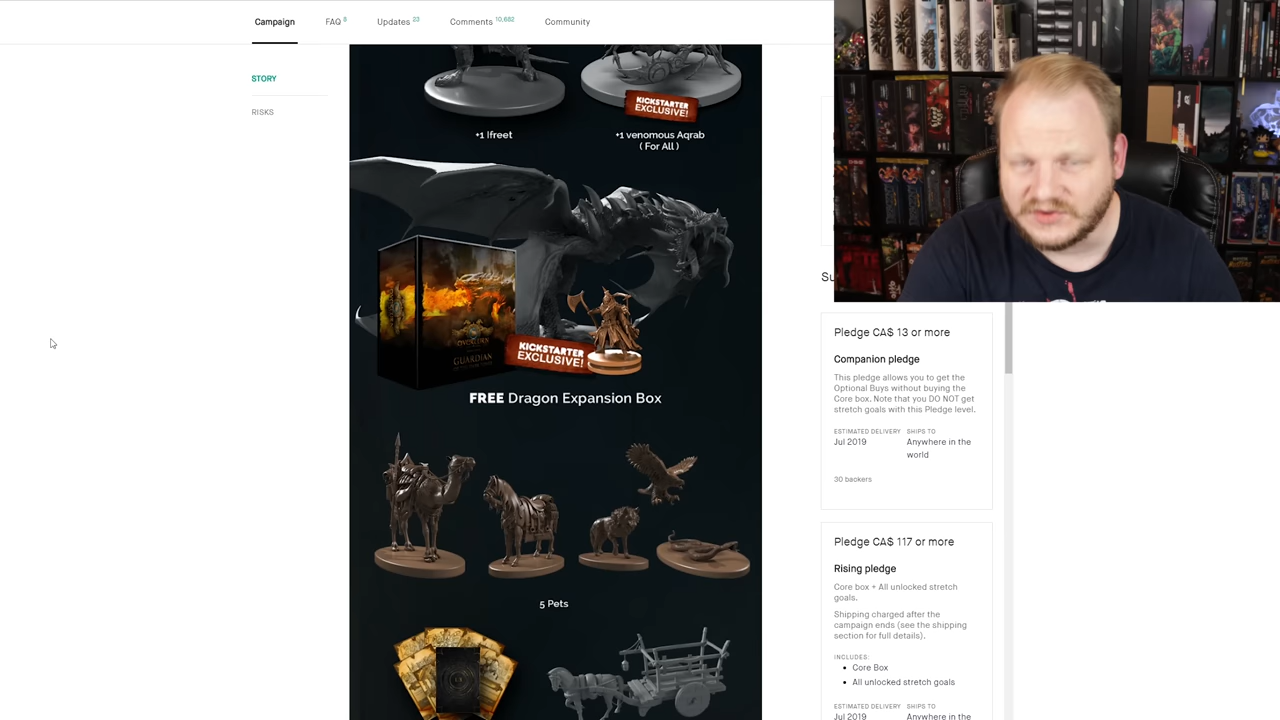 Campaign
FAQ 8
Updates 23
Comments 10,682
Community
STORY
RISKS
KICKSTARTER
EXCLUSIVE!
+1 Ifreet
+1 venomous Aqrab
( For All )
GUARDIAN
KICKSTARTER
EXCLUSIVE!
FREE Dragon Expansion Box
5 Pets
Su
Pledge CA$ 13 or more
Companion pledge
This pledge allows you to get the
Optional Buys without buying the
Core box. Note that you DO NOT get
stretch goals with this Pledge level.
ESTIMATED DELIVERY
Jul 2019
SHIPS TO
Anywhere in the
world
30 backers
Pledge CA$ 117 or more
Rising pledge
Core box + All unlocked stretch
goals.
Shipping charged after the
campaign ends (see the shipping
section for full details).
INCLUDES:
• Core Box
• All unlocked stretch goals
ESTIMATED DELIVERY
Jul 2019
SHIPS TO
Anywhere in the